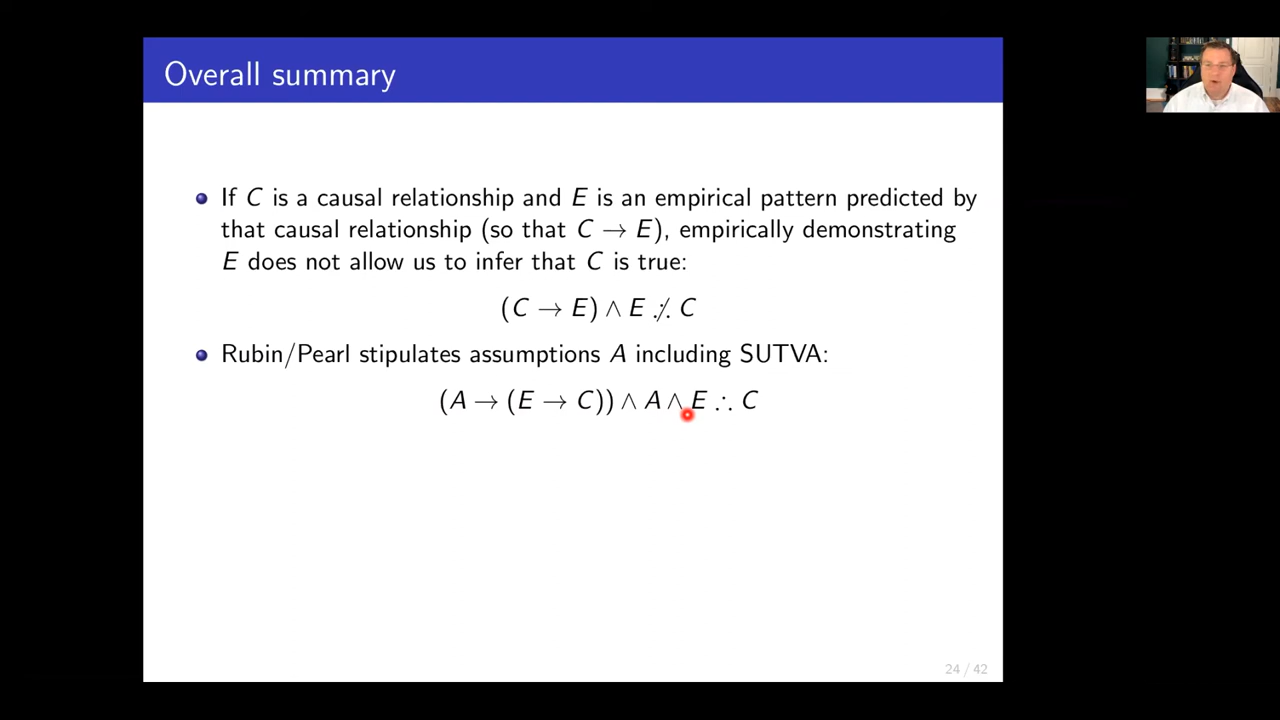 Overall summary
If C is a causal relationship and E is an empirical pattern predicted by
that causal relationship (so that C → E), empirically demonstrating
E does not allow us to infer that C is true:
(C → E) ∧ E ∴̸ C
Rubin/Pearl stipulates assumptions A including SUTVA:
(A → (E → C)) ∧ A ∧ E ∴ C
24 / 42